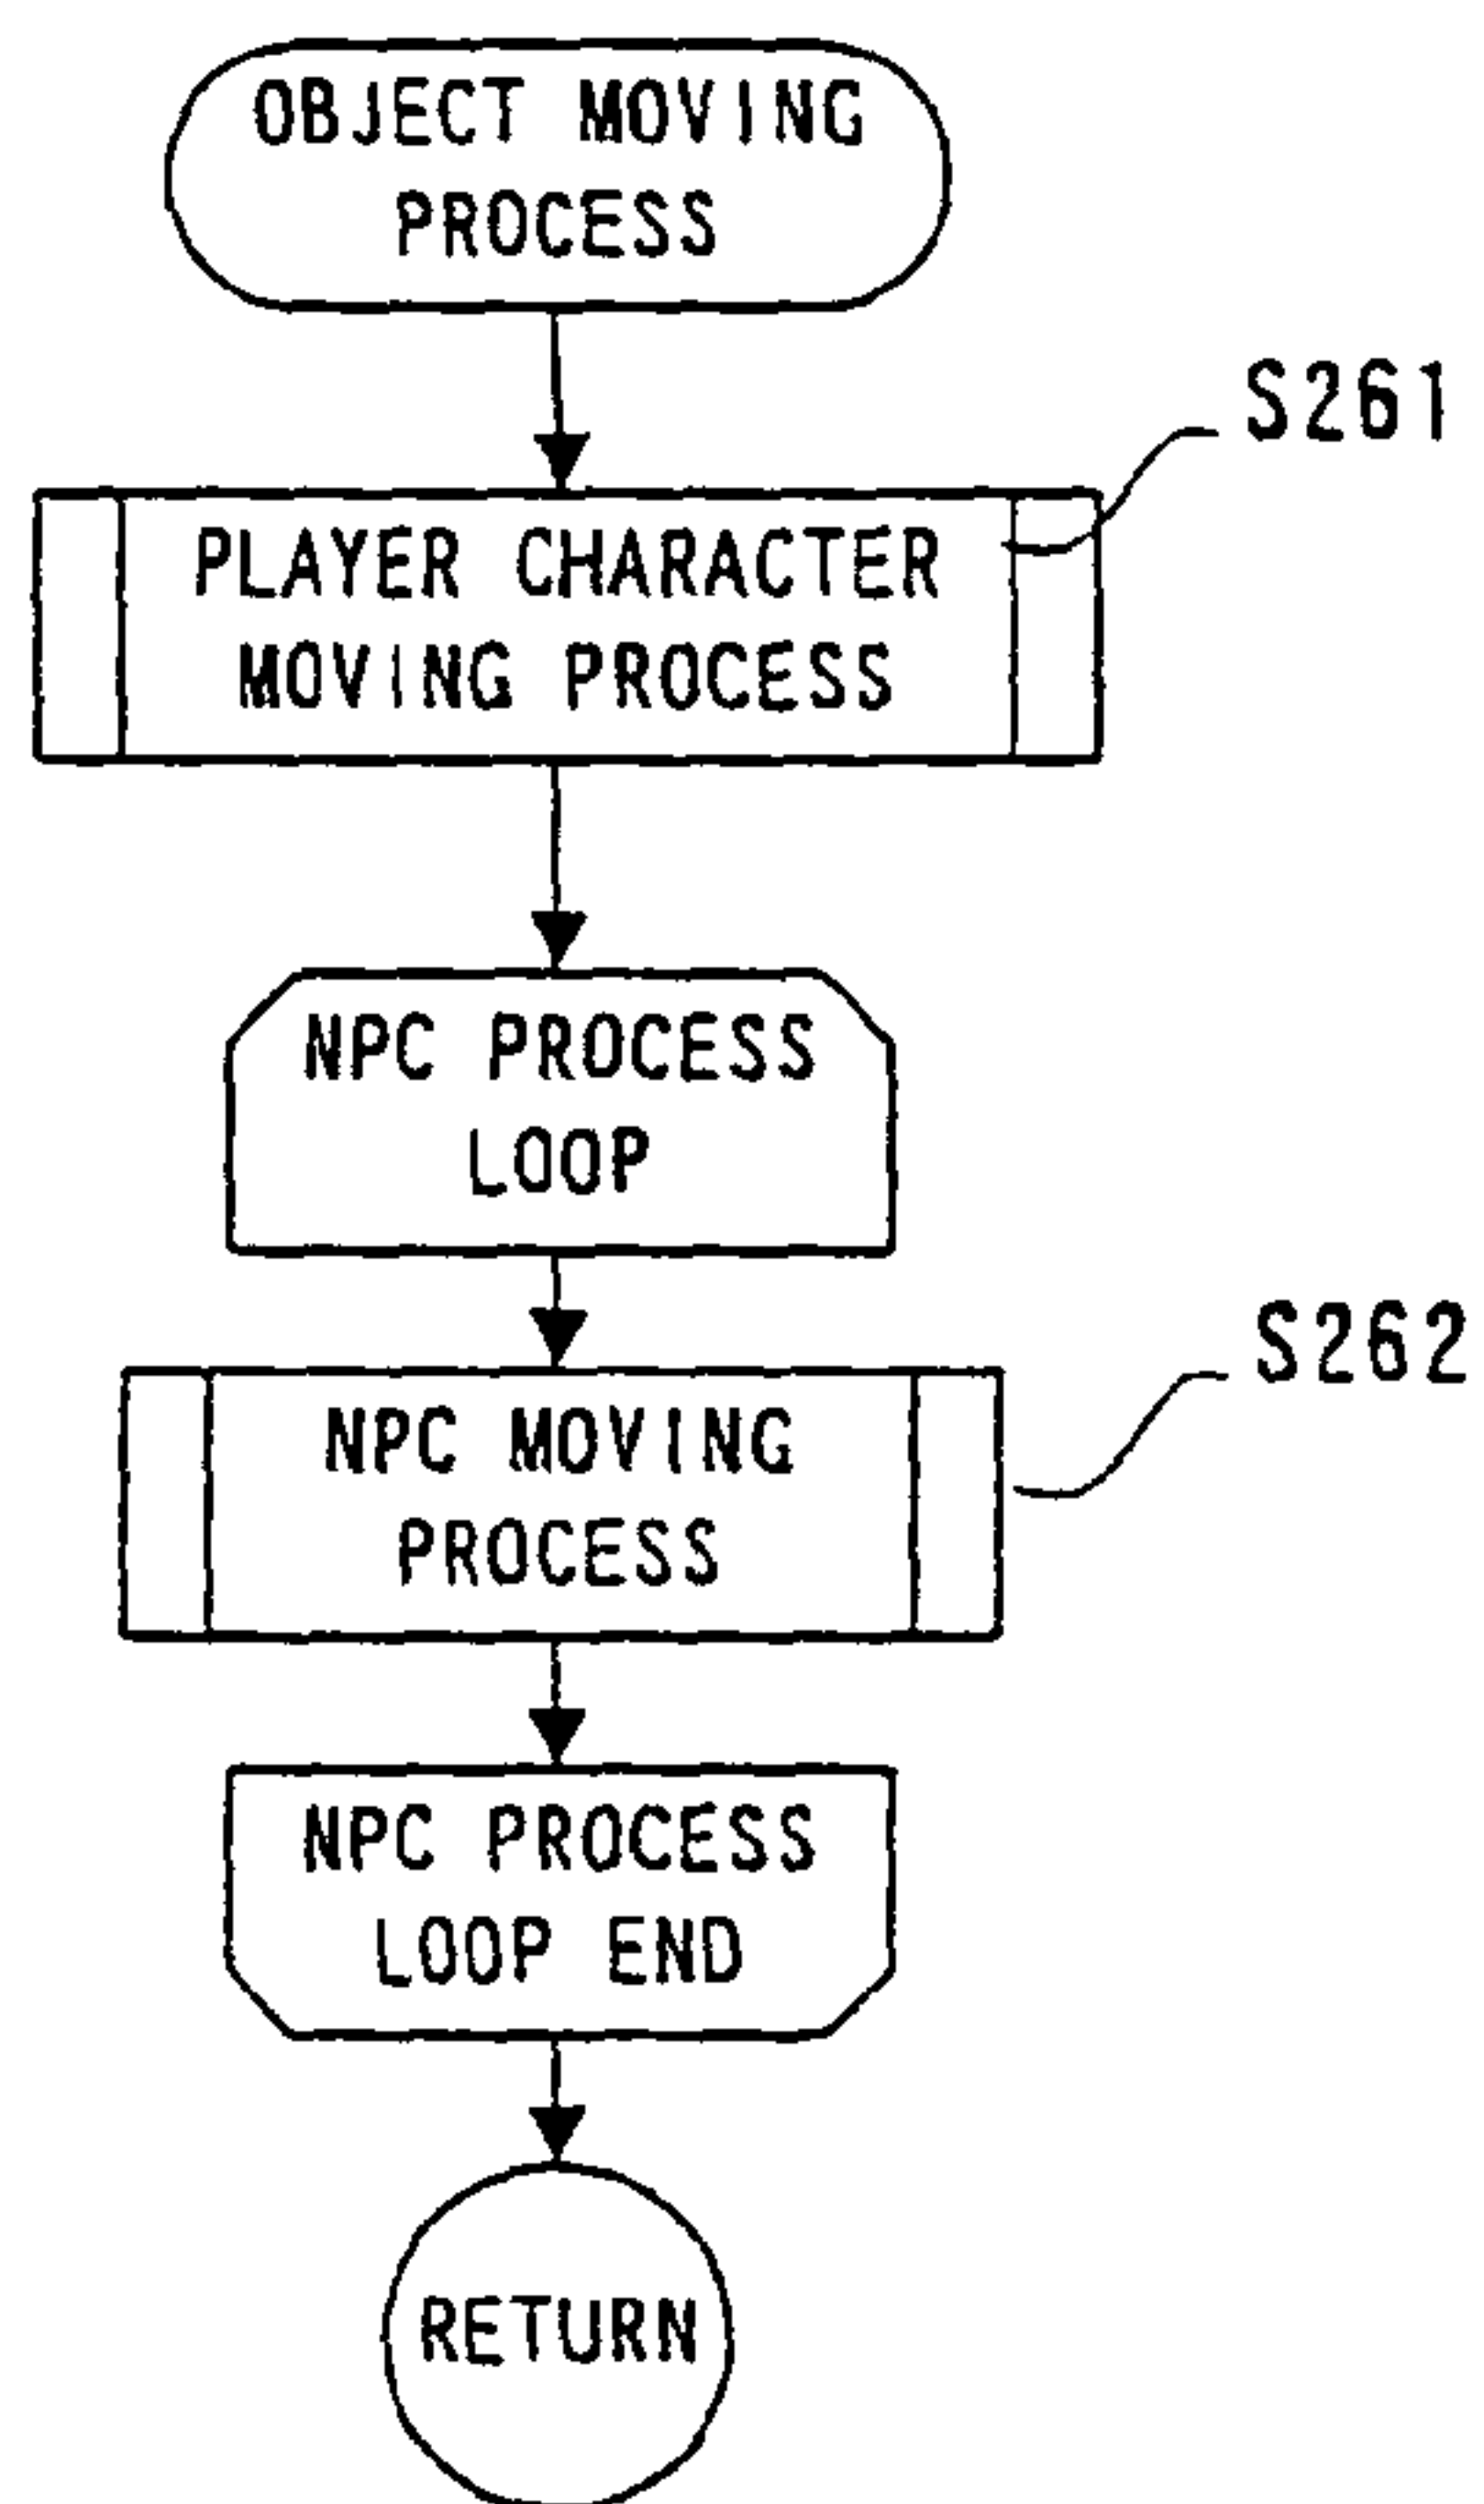 OBJECT MOVING
PROCESS
S261
PLAYER CHARACTER
MOVING PROCESS
NPC PROCESS
LOOP
S262
NPC MOVING
PROCESS
NPC PROCESS
LOOP END
RETURN